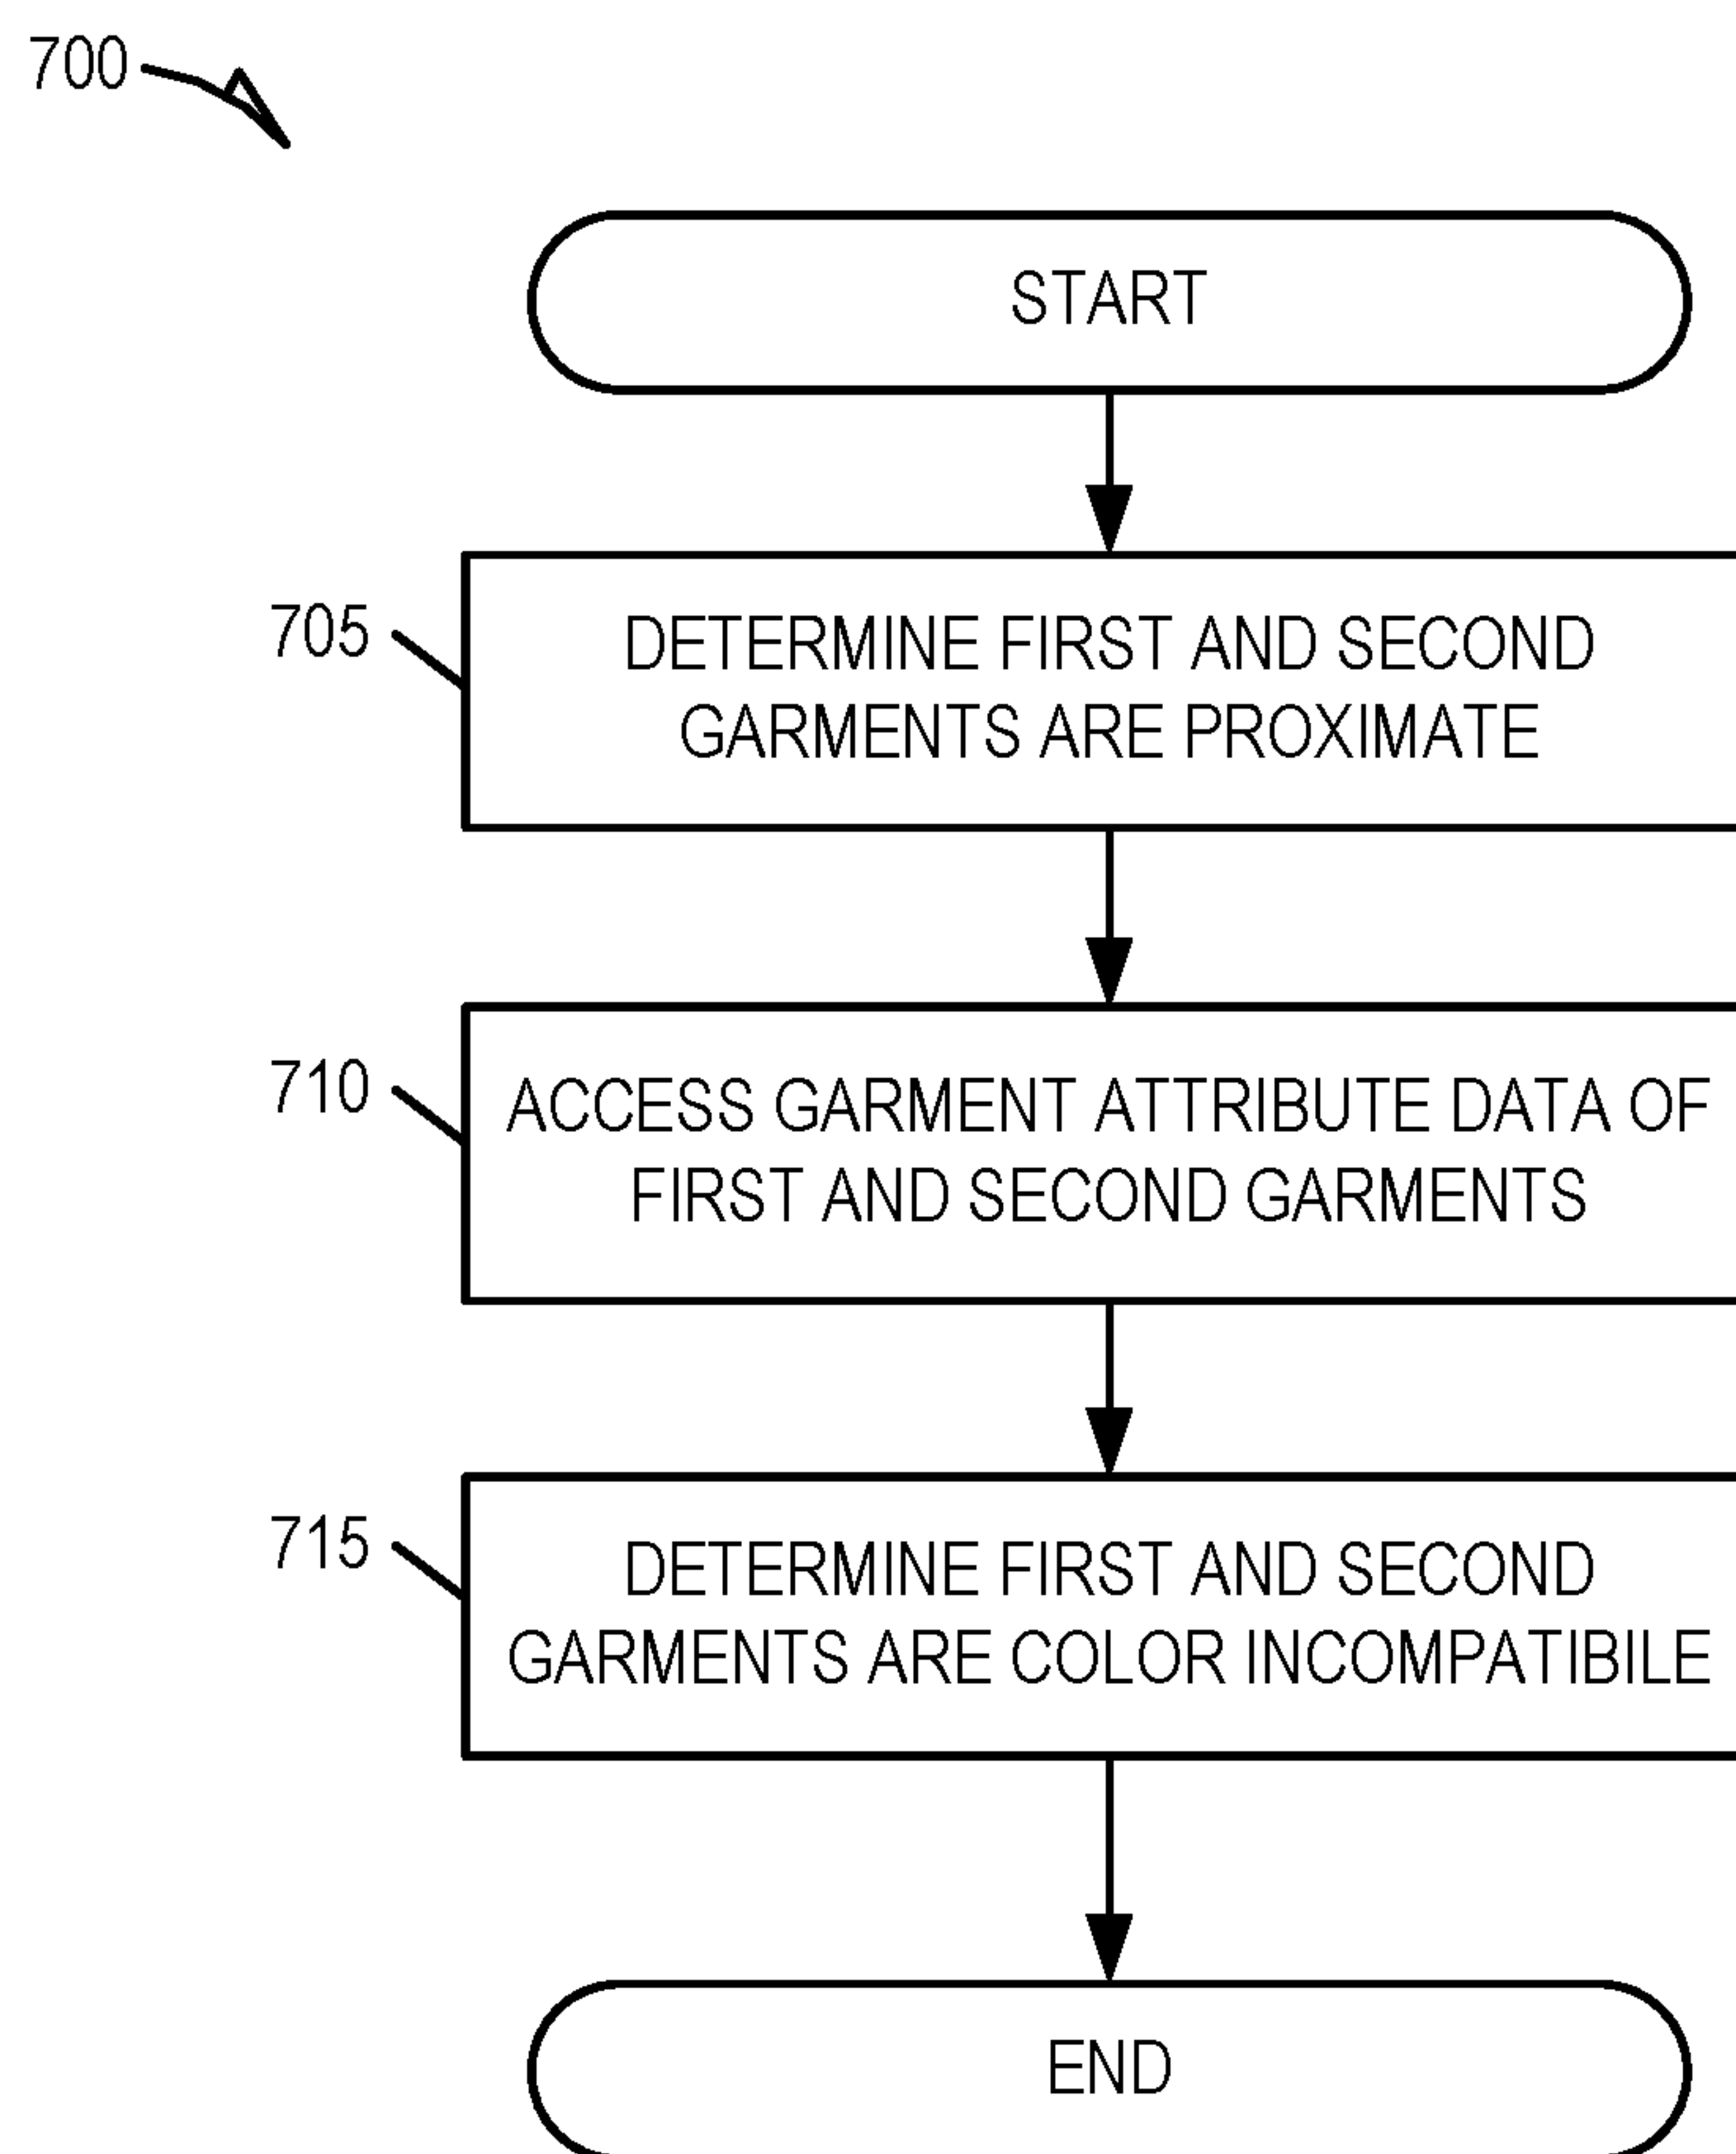 700
START
705
DETERMINE FIRST AND SECOND
GARMENTS ARE PROXIMATE
710
ACCESS GARMENT ATTRIBUTE DATA OF
FIRST AND SECOND GARMENTS
715
DETERMINE FIRST AND SECOND
GARMENTS ARE COLOR INCOMPATIBILE
END